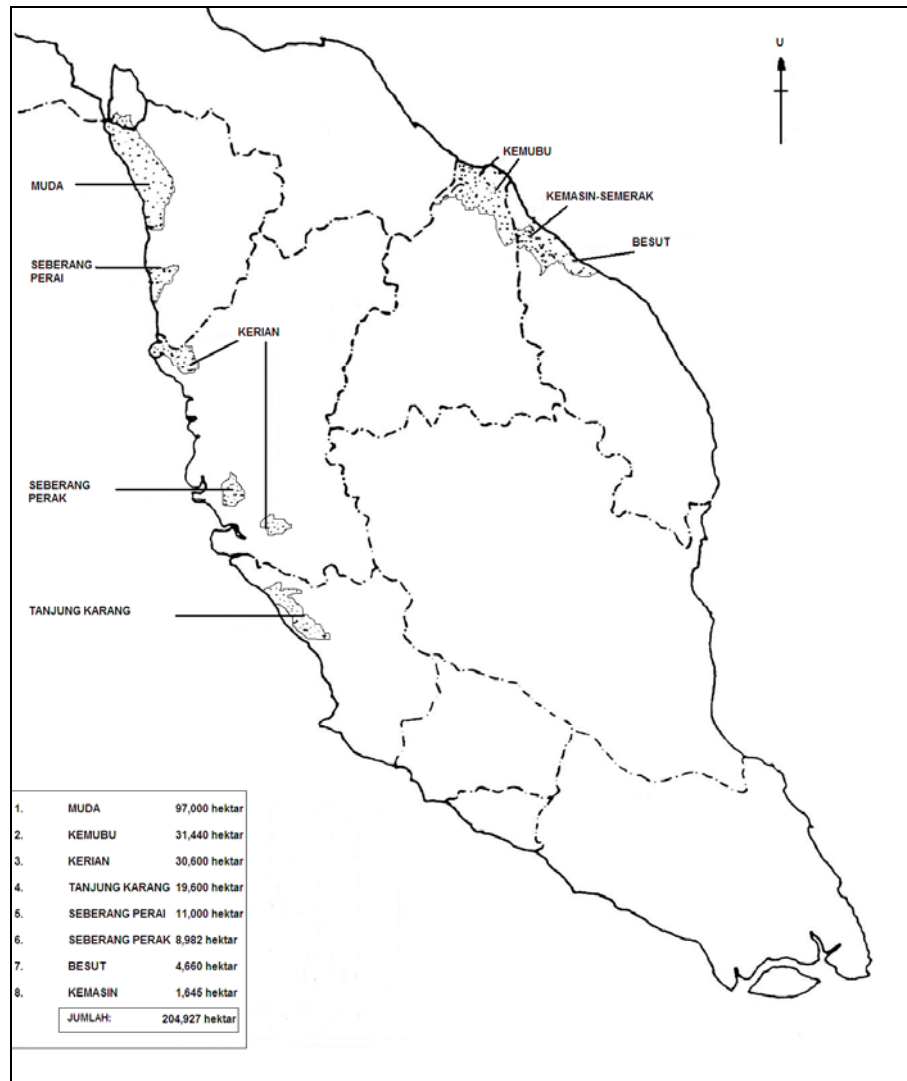 U
KEMUBU
KEMASIN-SEMERAK
BESUT
MUDA
SEBERANG
PERAI
KERIAN
SEBERANG
PERAK
TANJUNG KARANG
1. MUDA 97,000 hektar
2. KEMUBU 31,440 hektar
3. KERIAN 30,600 hektar
4. TANJUNG KARANG 19,600 hektar
5. SEBERANG PERAI 11,000 hektar
6. SEBERANG PERAK 8,982 hektar
7. BESUT 4,660 hektar
8. KEMASIN 1,645 hektar
JUMLAH: 204,927 hektar